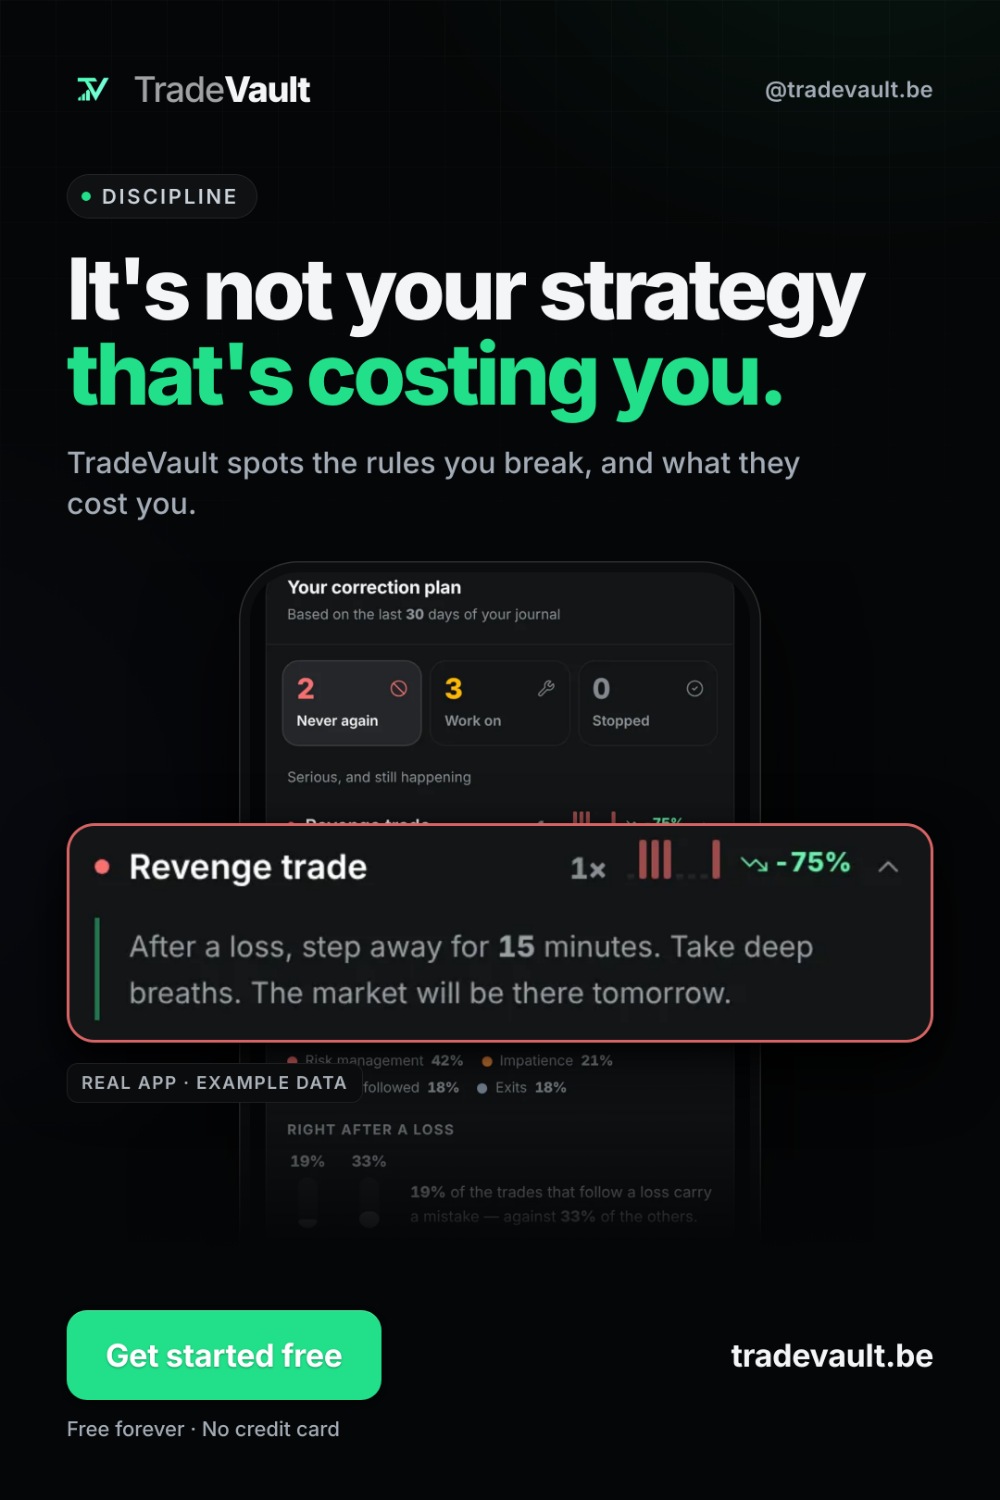 TradeVault
@tradevault.be
DISCIPLINE
It's not your strategy
that's costing you.
TradeVault spots the rules you break, and what they
cost you.
Your correction plan
Based on the last 30 days of your journal
2
Never again
3
Work on
0
Stopped
Serious, and still happening
Revenge trade 1× -75%
After a loss, step away for 15 minutes. Take deep
breaths. The market will be there tomorrow.
Risk management 42% Impatience 21%
REAL APP · EXAMPLE DATA
followed 18% Exits 18%
RIGHT AFTER A LOSS
19% 33%
19% of the trades that follow a loss carry
a mistake — against 33% of the others.
Get started free
tradevault.be
Free forever · No credit card